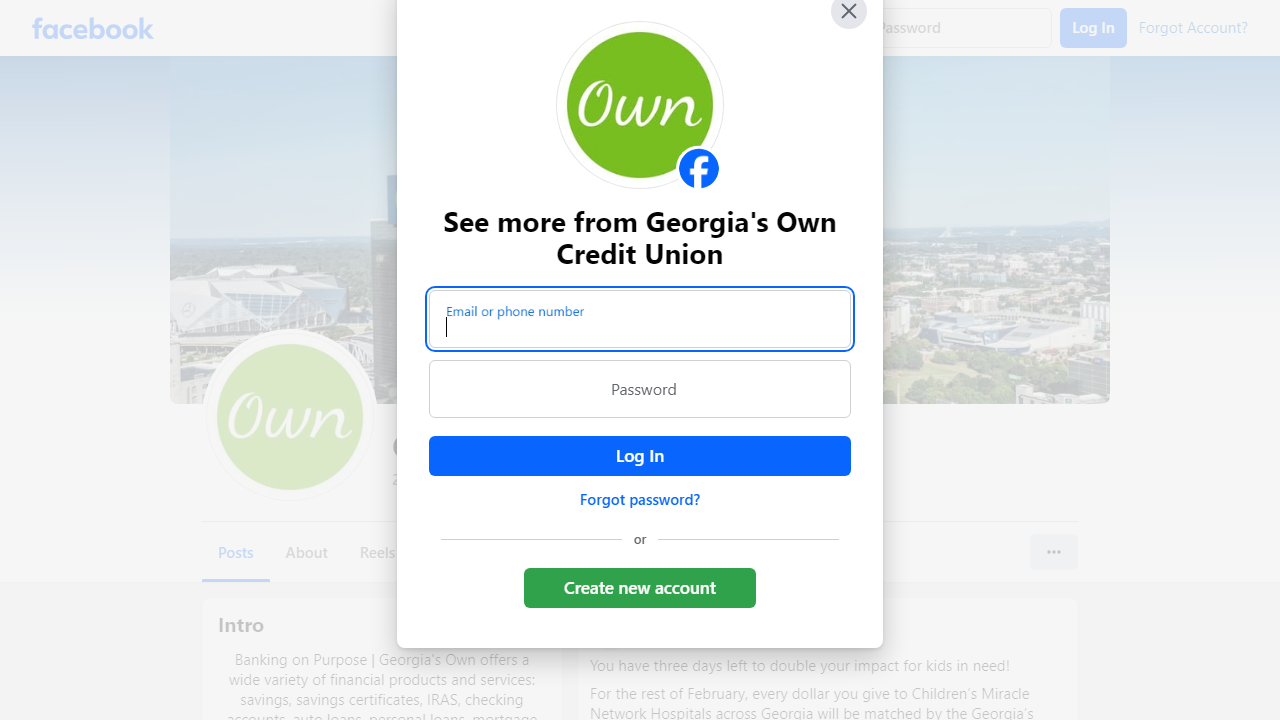 facebook
Password
Log In
Forgot Account?
Own
See more from Georgia's Own
Credit Union
Email or phone number
Password
Log In
Forgot password?
or
Create new account
Own
Posts
About
Reels
Intro
Banking on Purpose | Georgia's Own offers a
wide variety of financial products and services:
savings, savings certificates, IRAS, checking
accounts, auto loans, personal loans, mortgage
You have three days left to double your impact for kids in need!
For the rest of February, every dollar you give to Children's Miracle
Network Hospitals across Georgia will be matched by the Georgia's